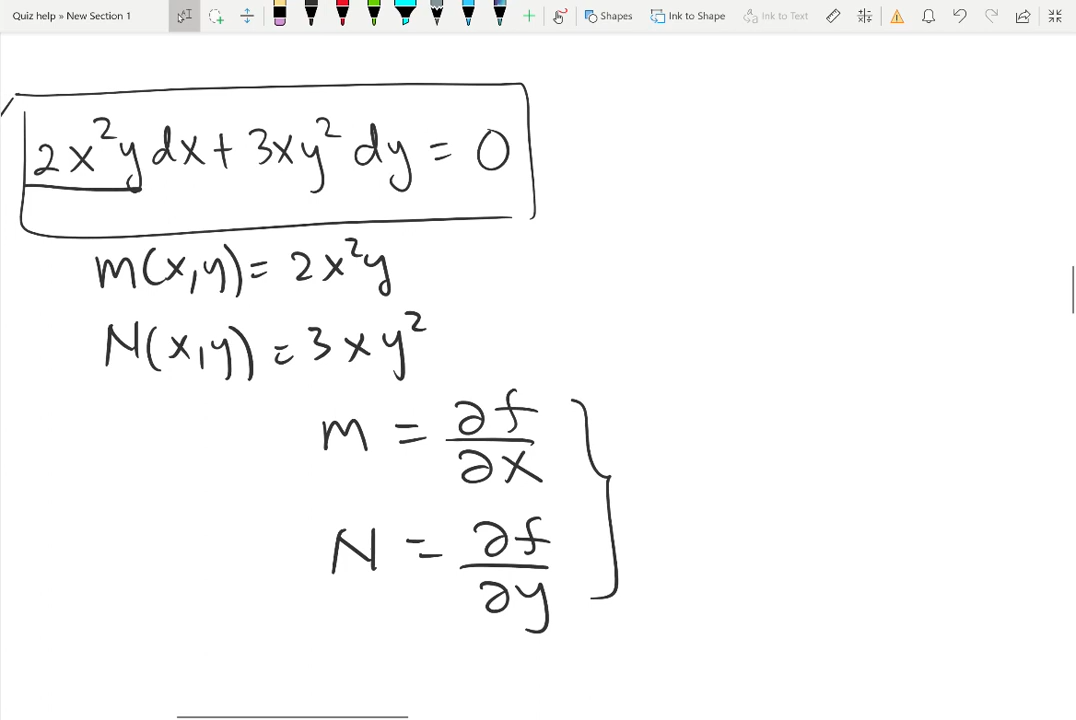 Quiz help » New Section 1
Shapes
Ink to Shape
Ink to Text
2x²y dx + 3xy² dy = 0
m(x,y) = 2x²y
N(x,y) = 3xy²
m = ∂f/∂x
N = ∂f/∂y